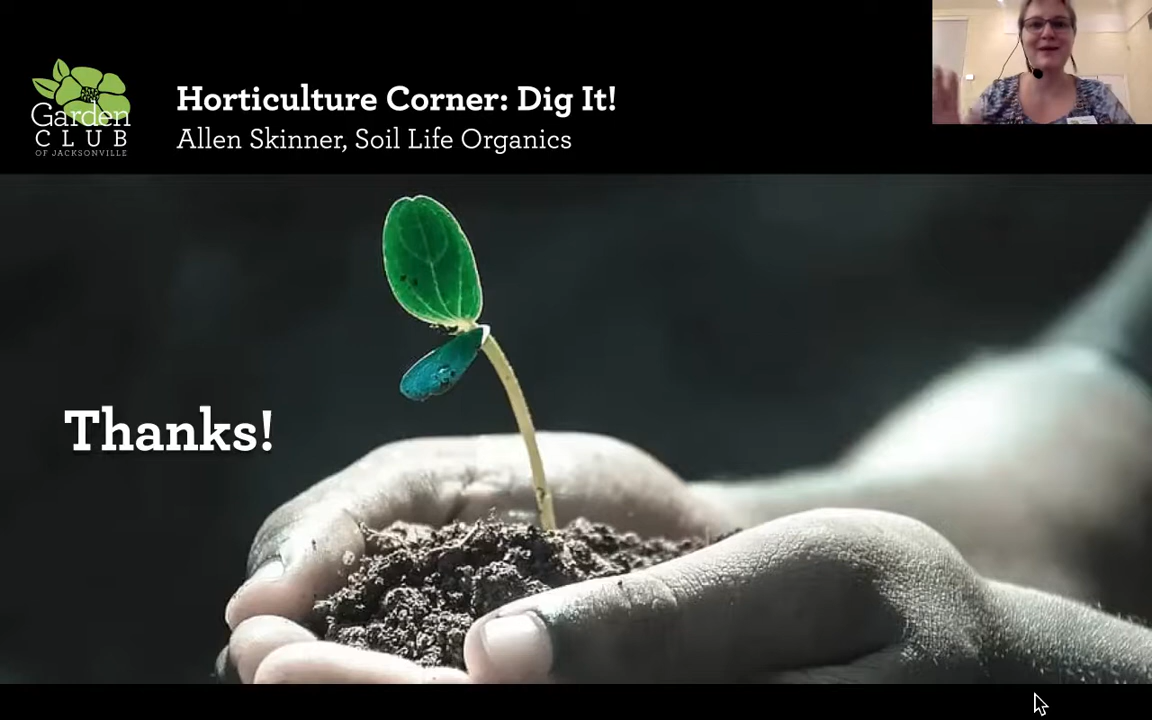 Garden
CLUB
OF JACKSONVILLE
Horticulture Corner: Dig It!
Allen Skinner, Soil Life Organics
Thanks!